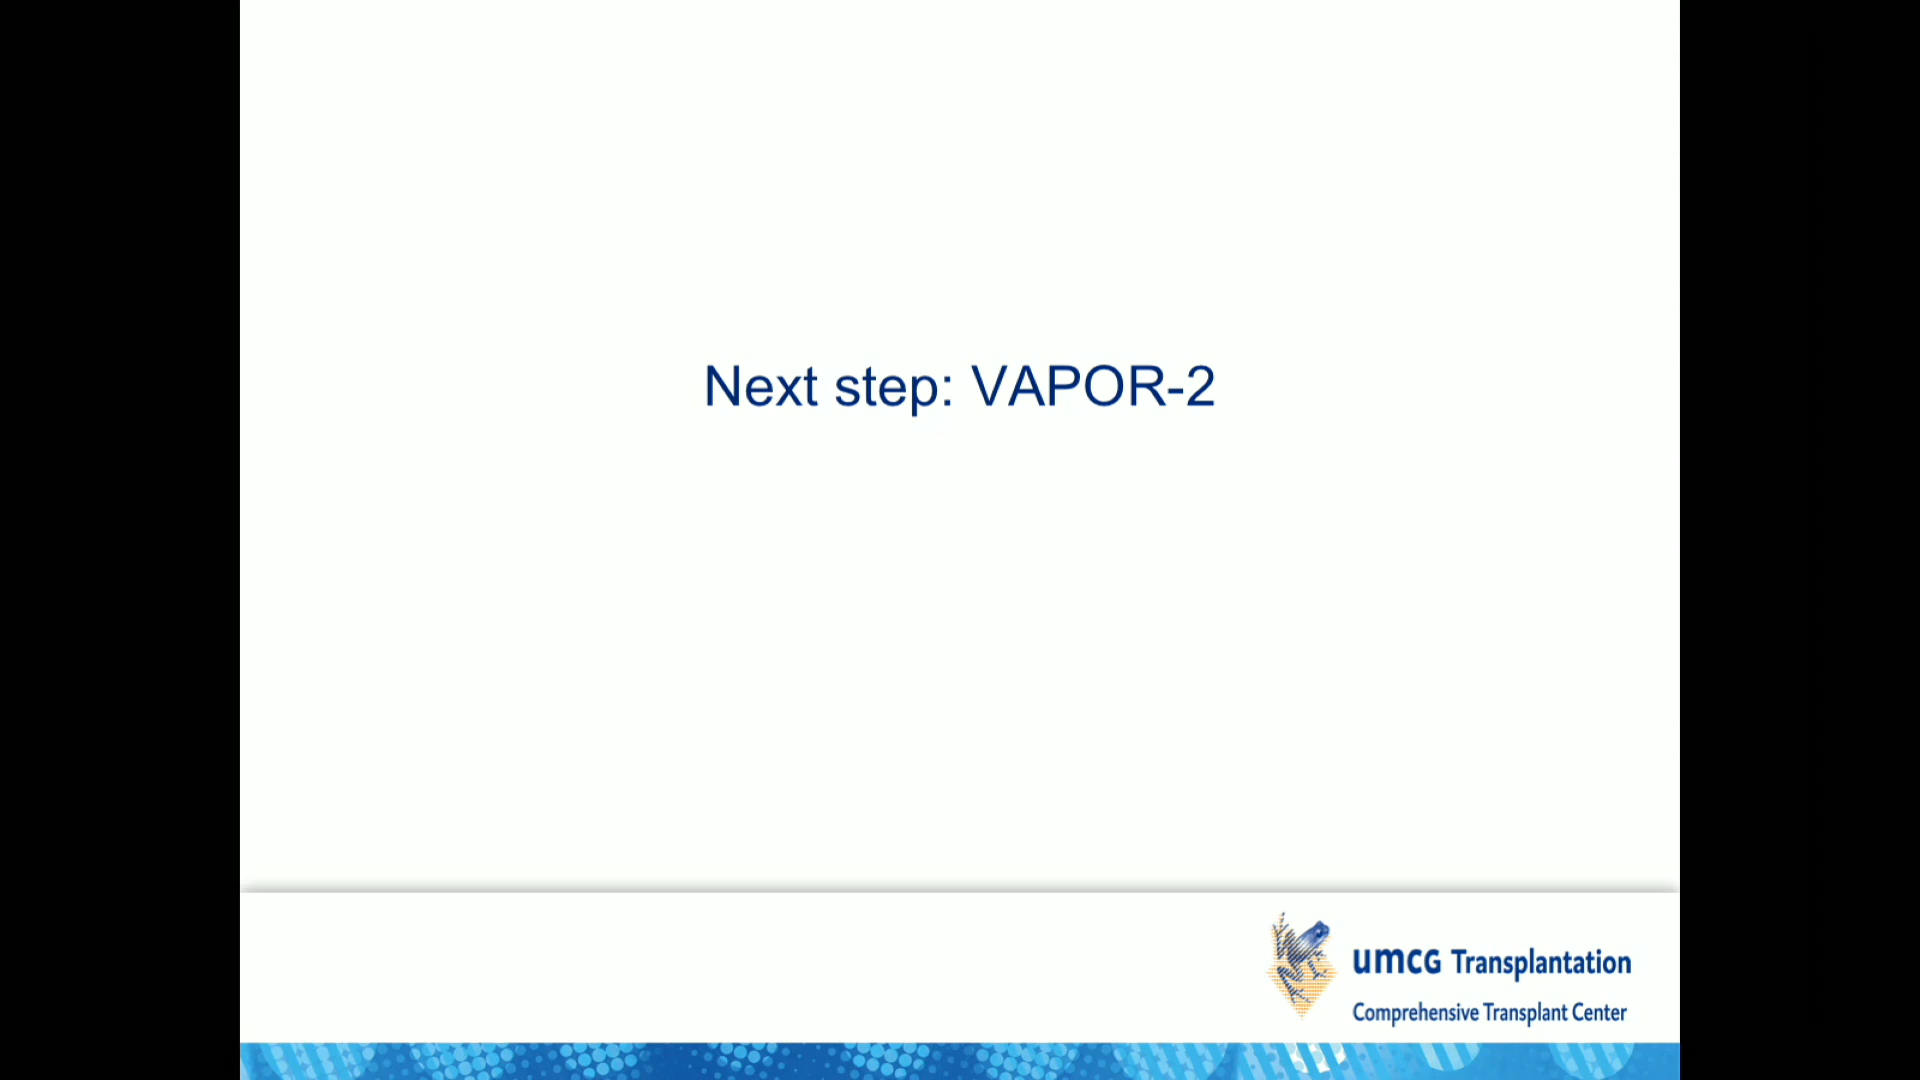 Next step: VAPOR-2
umcg Transplantation
Comprehensive Transplant Center